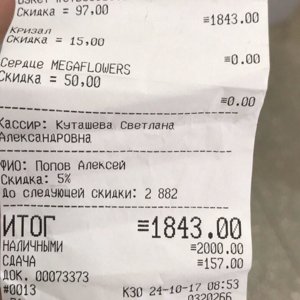 Скидка = 97,00
≡1843.00
Кризал
Скидка = 15,00
≡0.00
Сердце MEGAFLOWERS
Скидка = 50,00
≡0.00
Кассир: Куташева Светлана
Александровна
ФИО: Попов Алексей
Скидка: 5%
До следующей скидки: 2 882
ИТОГ ≡1843.00
НАЛИЧНЫМИ ≡2000.00
СДАЧА ≡157.00
ДОК. 00073373
#0013 КЗ0 24-10-17 08:53
0320266